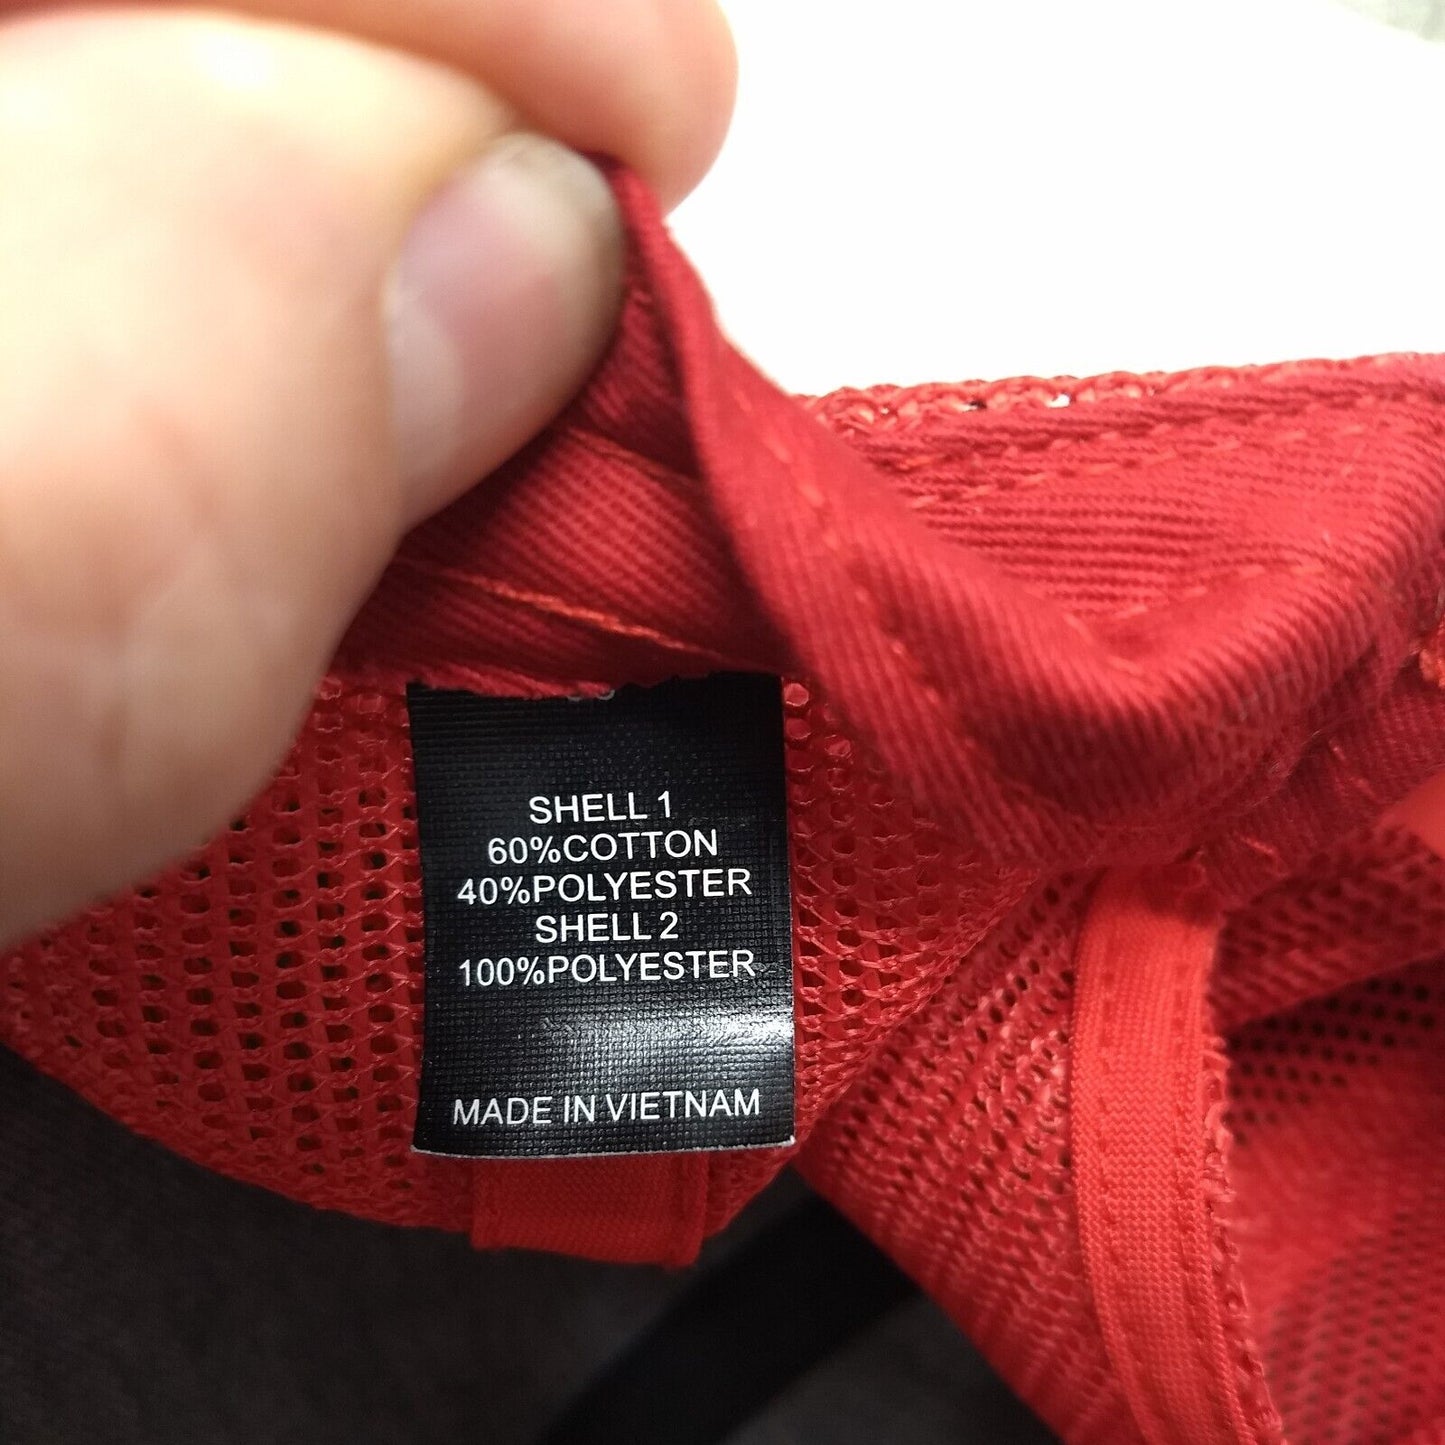 SHELL 1
60%COTTON
40%POLYESTER
SHELL 2
100%POLYESTER
MADE IN VIETNAM